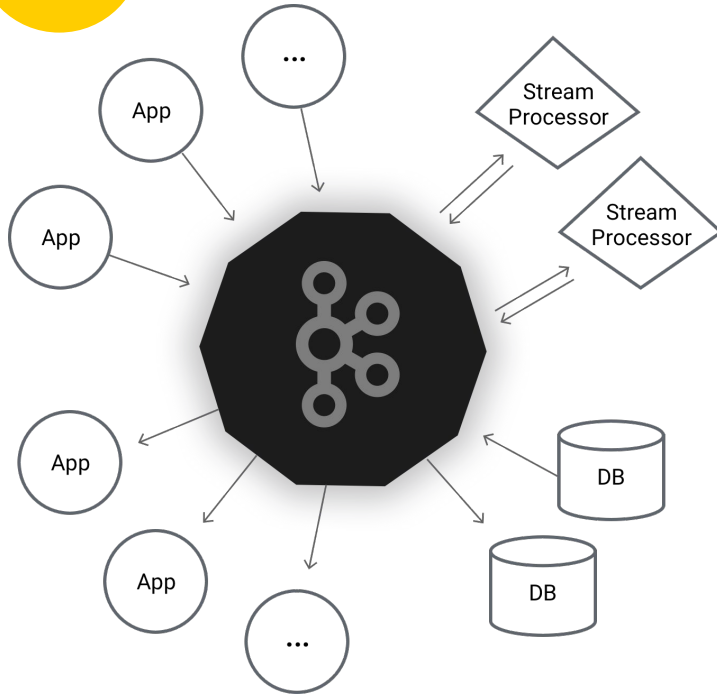 ...
App
App
Stream
Processor
Stream
Processor
App
App
...
DB
DB